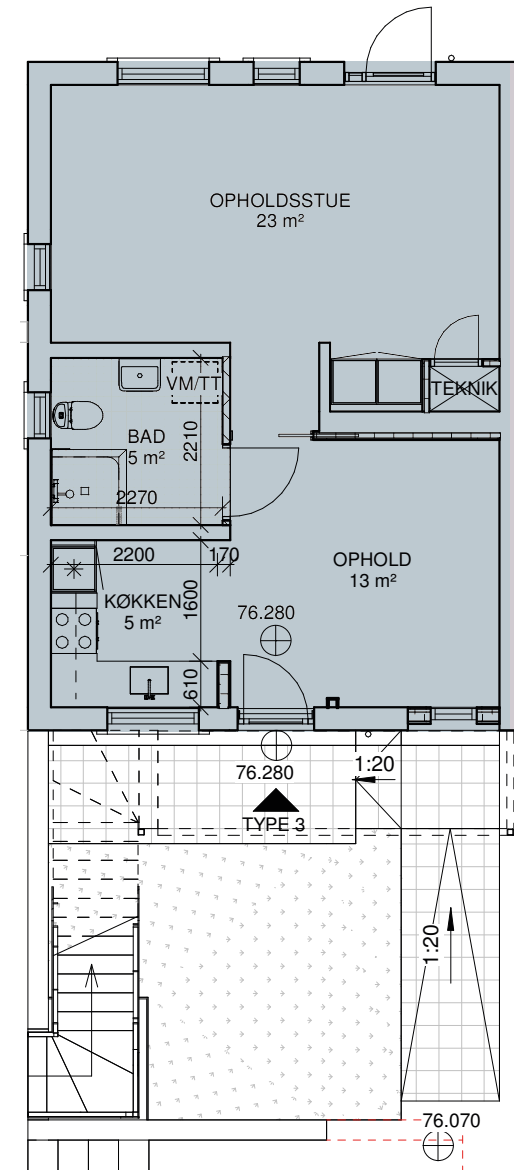 OPHOLDSSTUE
23 m²
VM/TT
TEKNIK
BAD
5 m²
2210
2270
2200
170
OPHOLD
13 m²
KØKKEN
5 m²
1600
76.280
610
76.280
1:20
TYPE 3
1:20
76.070